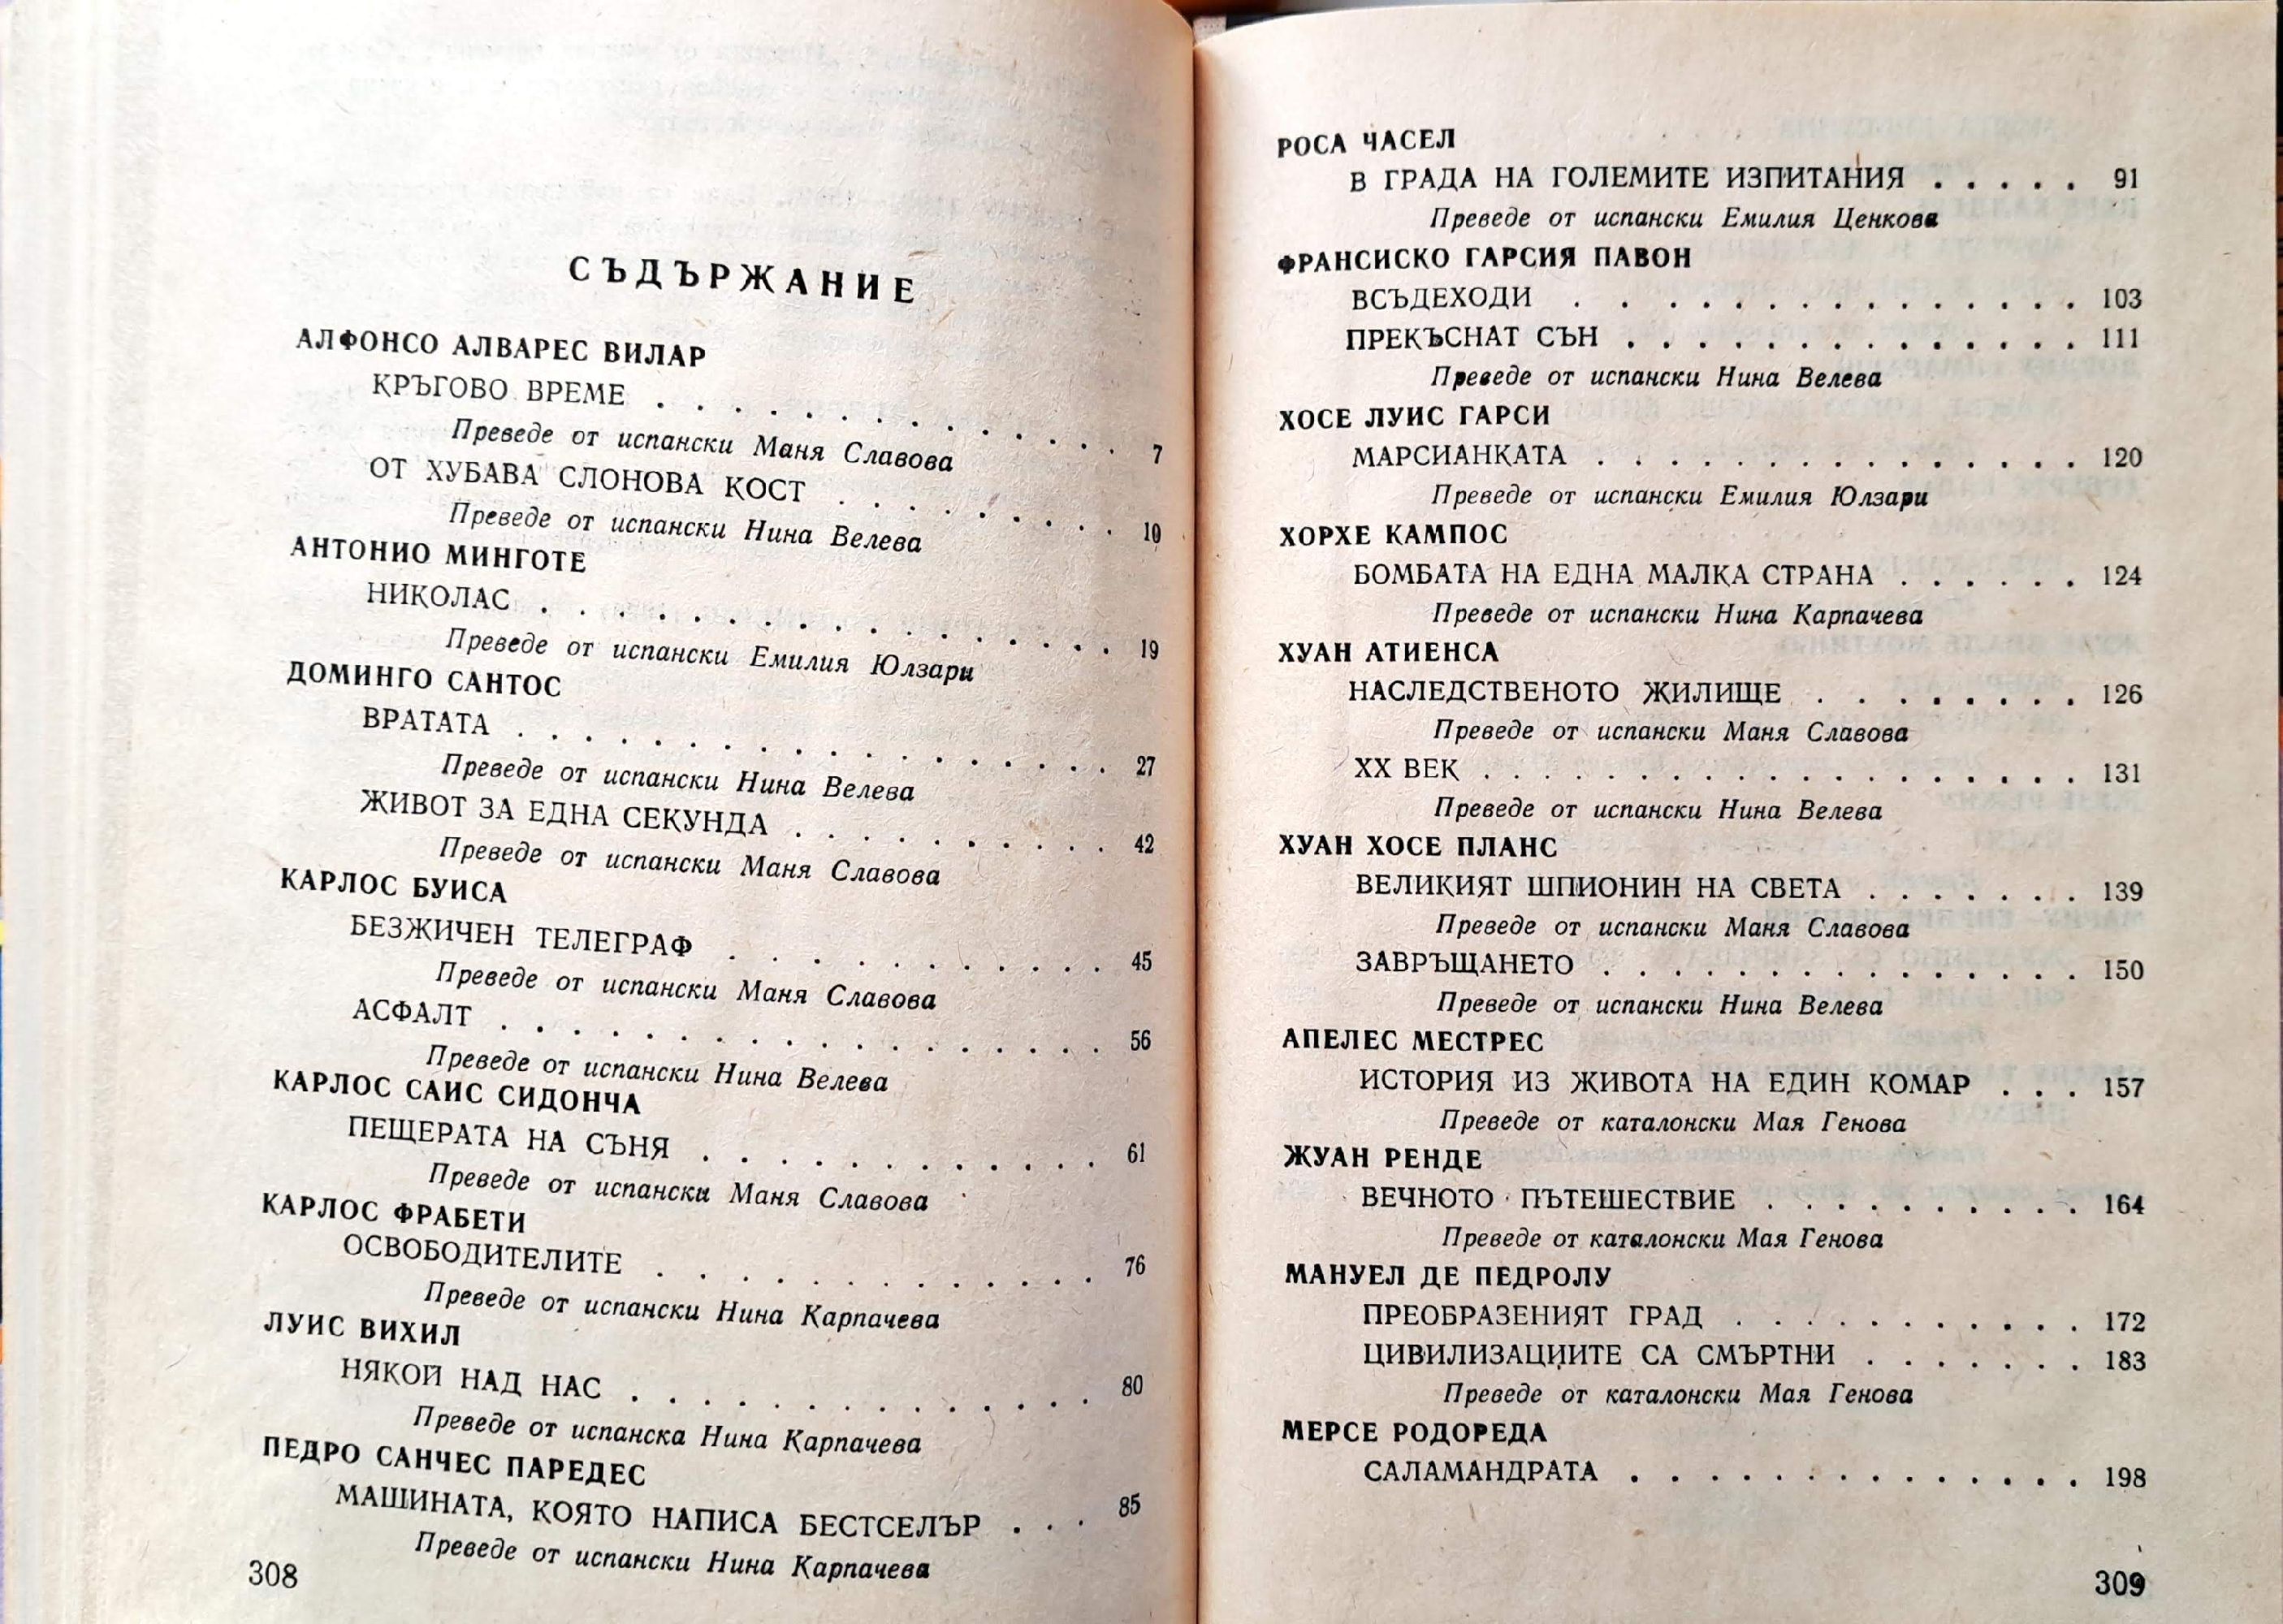 СЪДЪРЖАНИЕ
АЛФОНСО АЛВАРЕС ВИЛАР
КРЪГОВО ВРЕМЕ . . . . . . . . . . . . . 7
Преведе от испански Маня Славова
ОТ ХУБАВА СЛОНОВА КОСТ . . . . . . . . 10
Преведе от испански Нина Велева
АНТОНИО МИНГОТЕ
НИКОЛАС . . . . . . . . . . . . . . . 19
Преведе от испански Емилия Юлзари
ДОМИНГО САНТОС
ВРАТАТА . . . . . . . . . . . . . . . . 27
Преведе от испански Нина Велева
ЖИВОТ ЗА ЕДНА СЕКУНДА . . . . . . . . . 42
Преведе от испански Маня Славова
КАРЛОС БУИСА
БЕЗЖИЧЕН ТЕЛЕГРАФ . . . . . . . . . . 45
Преведе от испански Маня Славова
АСФАЛТ . . . . . . . . . . . . . . . . 56
Преведе от испански Нина Велева
КАРЛОС САИС СИДОНЧА
ПЕЩЕРАТА НА СЪНЯ . . . . . . . . . . . 61
Преведе от испански Маня Славова
КАРЛОС ФРАБЕТИ
ОСВОБОДИТЕЛИТЕ . . . . . . . . . . . . 76
Преведе от испански Нина Карпачева
ЛУИС ВИХИЛ
НЯКОЙ НАД НАС . . . . . . . . . . . . . 80
Преведе от испанска Нина Карпачева
ПЕДРО САНЧЕС ПАРЕДЕС
МАШИНАТА, КОЯТО НАПИСА БЕСТСЕЛЪР . . . 85
Преведе от испански Нина Карпачева
308
РОСА ЧАСЕЛ
В ГРАДА НА ГОЛЕМИТЕ ИЗПИТАНИЯ . . . . . 91
Преведе от испански Емилия Ценкова
ФРАНСИСКО ГАРСИЯ ПАВОН
ВСЪДЕХОДИ . . . . . . . . . . . . . . . 103
ПРЕКЪСНАТ СЪН . . . . . . . . . . . . . 111
Преведе от испански Нина Велева
ХОСЕ ЛУИС ГАРСИ
МАРСИАНКАТА . . . . . . . . . . . . . . 120
Преведе от испански Емилия Юлзари
ХОРХЕ КАМПОС
БОМБАТА НА ЕДНА МАЛКА СТРАНА . . . . . . 124
Преведе от испански Нина Карпачева
ХУАН АТИЕНСА
НАСЛЕДСТВЕНОТО ЖИЛИЩЕ . . . . . . . . 126
Преведе от испански Маня Славова
XX ВЕК . . . . . . . . . . . . . . . . . 131
Преведе от испански Нина Велева
ХУАН ХОСЕ ПЛАНС
ВЕЛИКИЯТ ШПИОНИН НА СВЕТА . . . . . . . 139
Преведе от испански Маня Славова
ЗАВРЪЩАНЕТО . . . . . . . . . . . . . . 150
Преведе от испански Нина Велева
АПЕЛЕС МЕСТРЕС
ИСТОРИЯ ИЗ ЖИВОТА НА ЕДИН КОМАР . . . 157
Преведе от каталонски Мая Генова
ЖУАН РЕНДЕ
ВЕЧНОТО ПЪТЕШЕСТВИЕ . . . . . . . . . . 164
Преведе от каталонски Мая Генова
МАНУЕЛ ДЕ ПЕДРОЛУ
ПРЕОБРАЗЕНИЯТ ГРАД . . . . . . . . . . . 172
ЦИВИЛИЗАЦИИТЕ СА СМЪРТНИ . . . . . . . 183
Преведе от каталонски Мая Генова
МЕРСЕ РОДОРЕДА
САЛАМАНДРАТА . . . . . . . . . . . . . 198
309